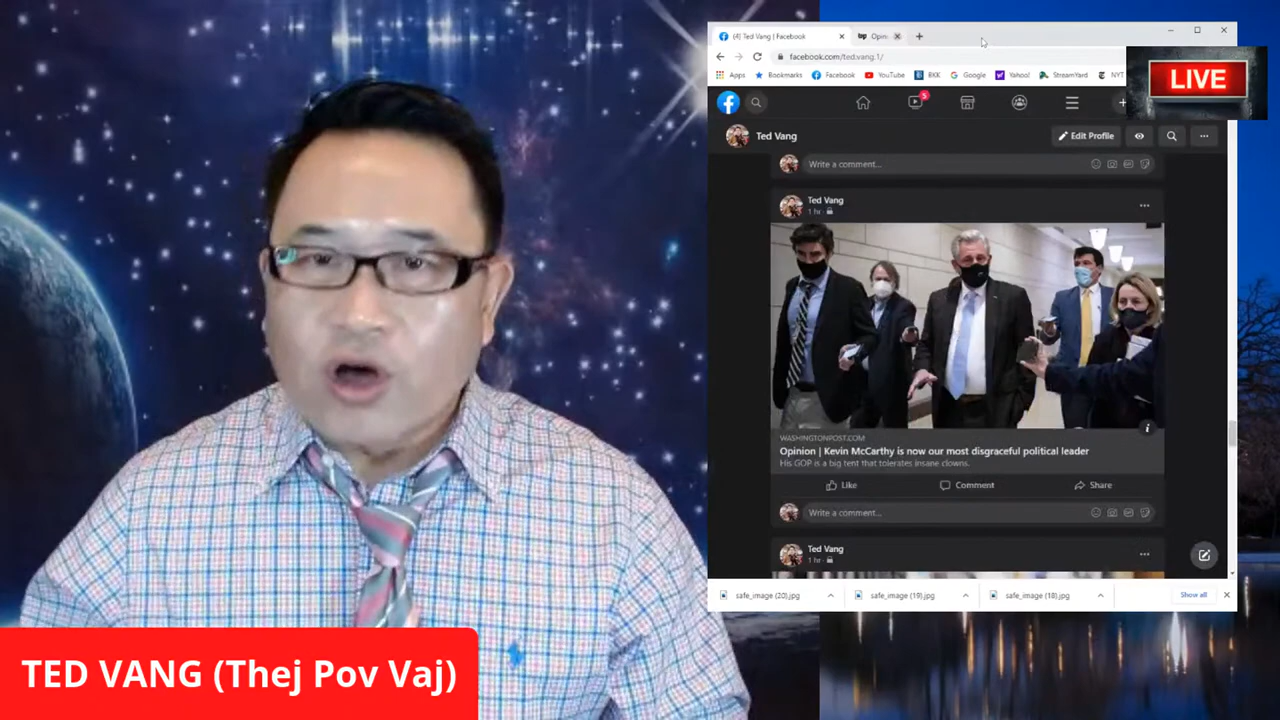 (4) Ted Vang | Facebook
Opin
facebook.com/ted.vang.1/
Apps
Bookmarks
Facebook
YouTube
BKK
Google
Yahoo!
StreamYard
NYT
LIVE
5
Ted Vang
Edit Profile
Write a comment...
Ted Vang
1 hr
WASHINGTONPOST.COM
Opinion | Kevin McCarthy is now our most disgraceful political leader
His GOP is a big tent that tolerates insane clowns.
Like
Comment
Share
Write a comment...
Ted Vang
1 hr
safe_image (20).jpg
safe_image (19).jpg
safe_image (18).jpg
Show all
TED VANG (Thej Pov Vaj)